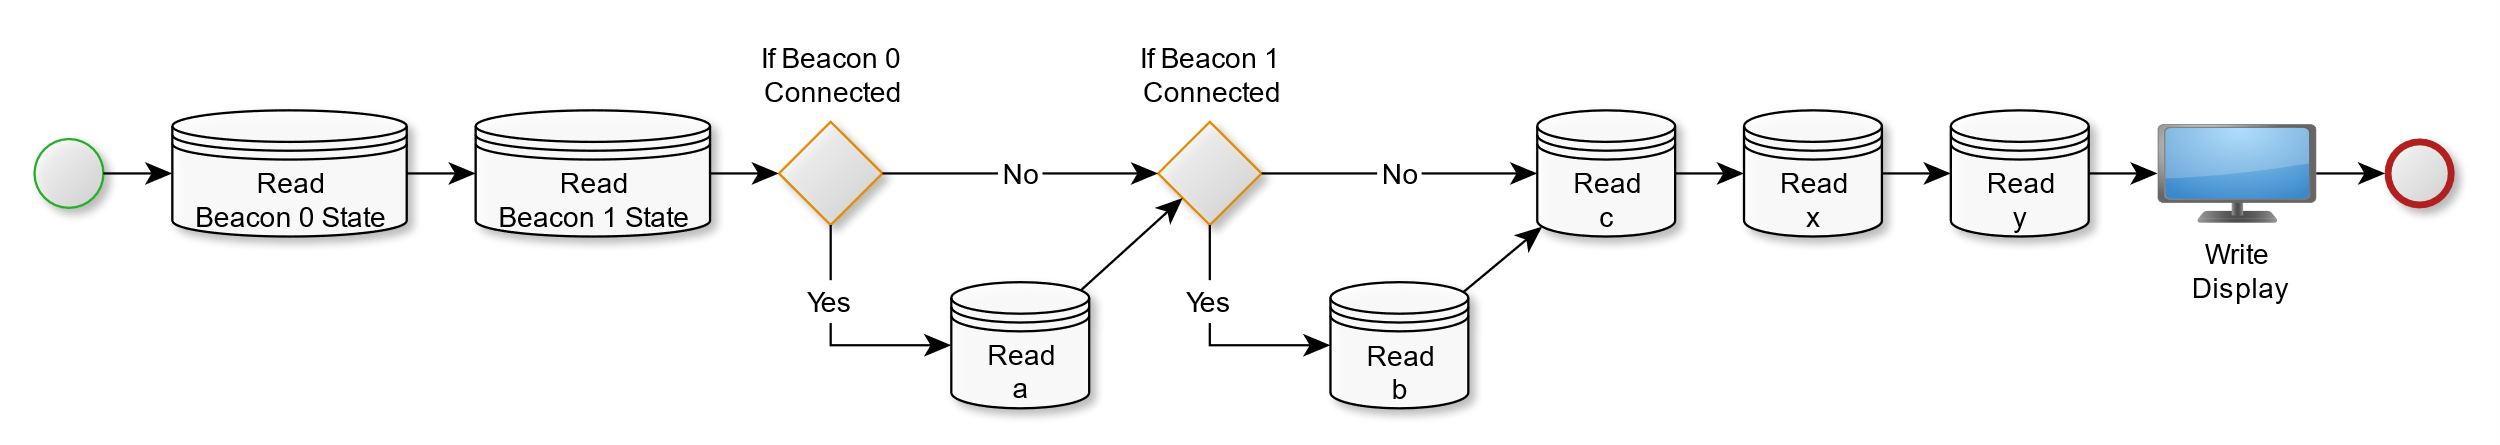 Read
Beacon 0 State
Read
Beacon 1 State
If Beacon 0
Connected
No
Yes
Read
a
If Beacon 1
Connected
No
Yes
Read
b
Read
c
Read
x
Read
y
Write
Display